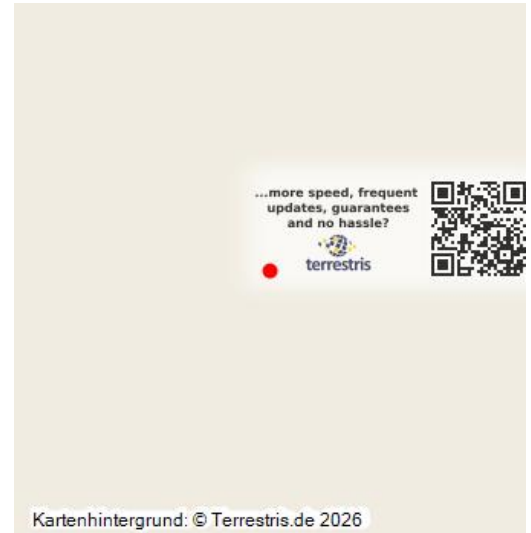 ...more speed, frequent
updates, guarantees
and no hassle?
terrestris
Kartenhintergrund: © Terrestris.de 2026